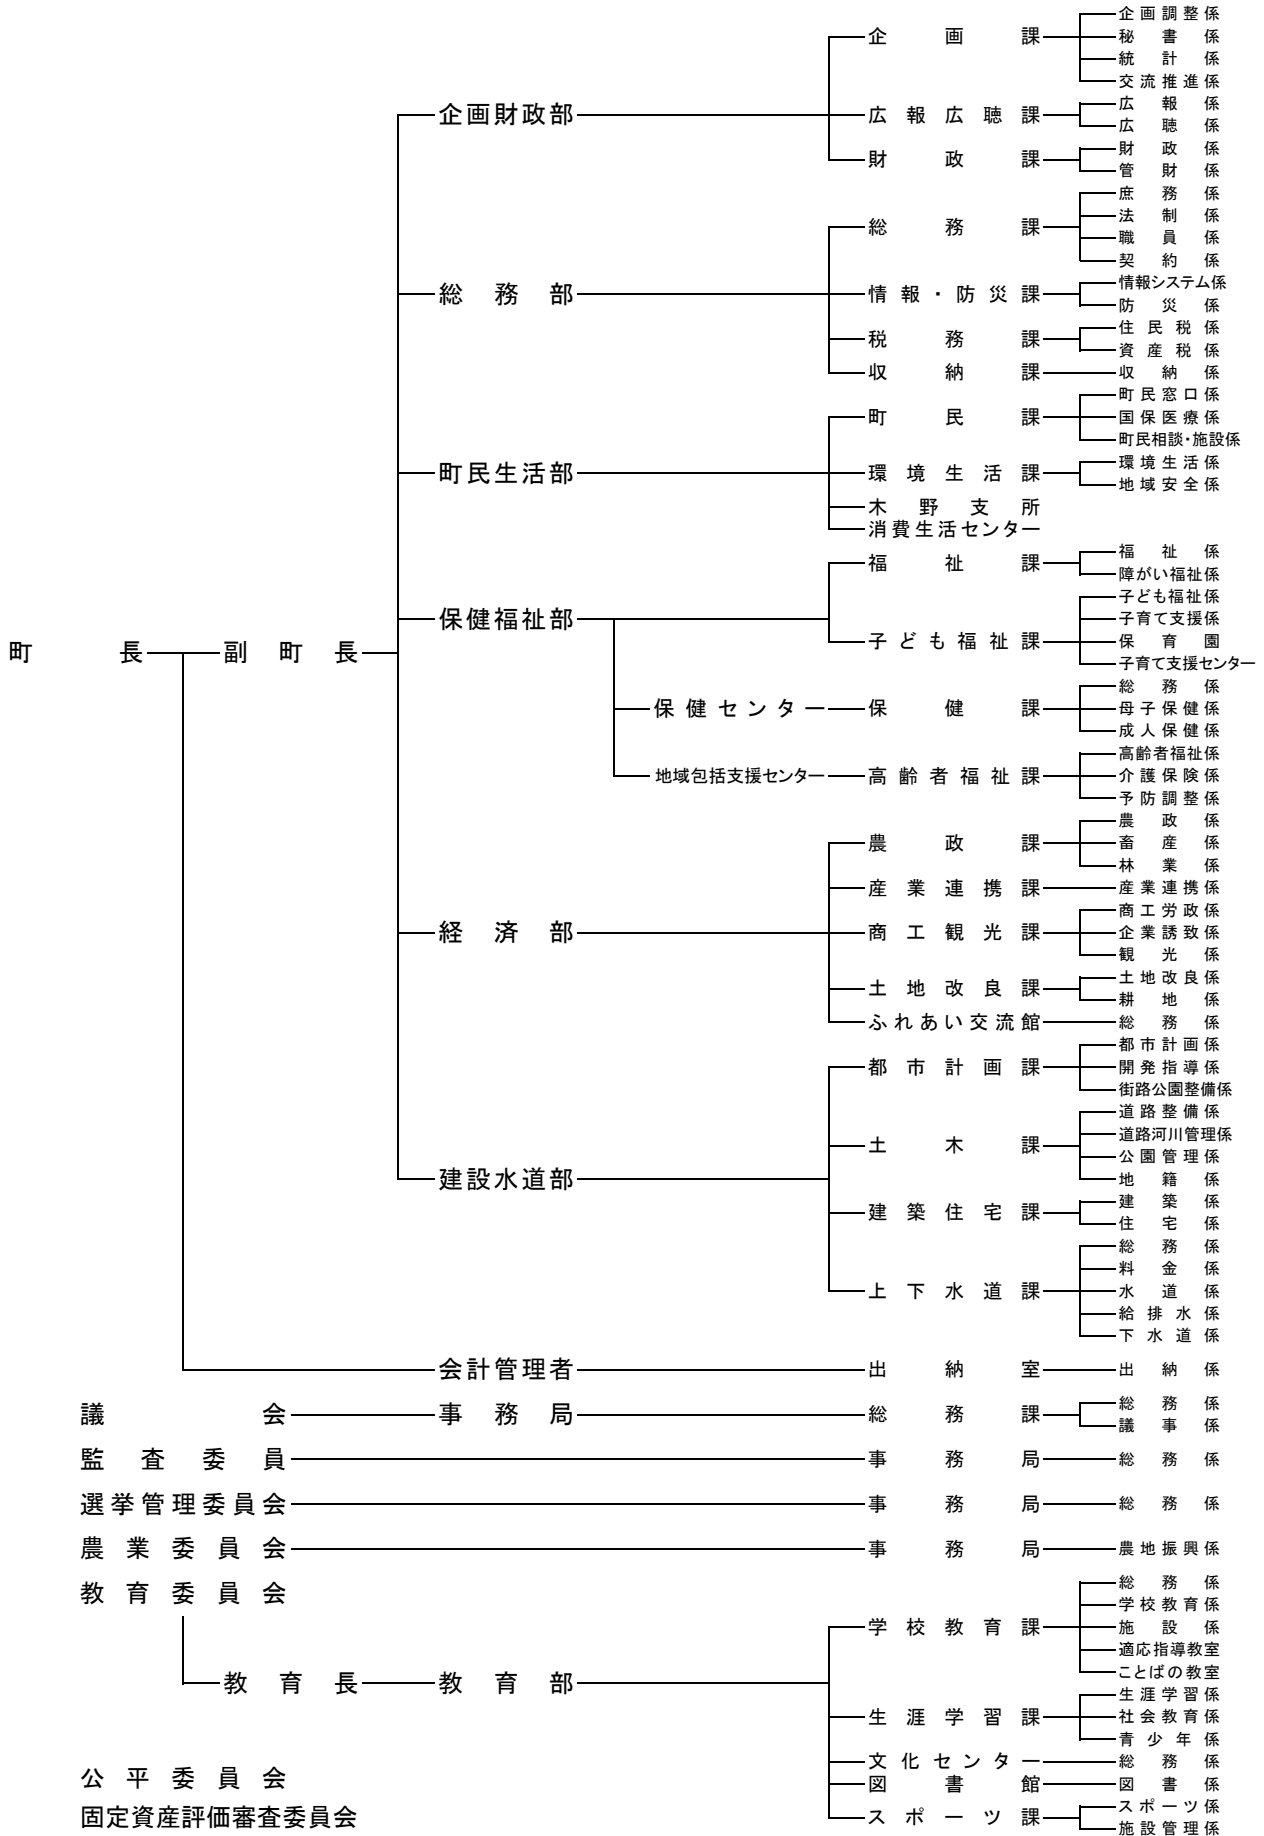 企画調整係
企画課
秘書係
統計係
交流推進係
企画財政部
広報広聴課
広報係
広聴係
財政課
財政係
管財係
総務課
庶務係
法制係
職員係
契約係
総務部
情報・防災課
情報システム係
防災係
税務課
住民税係
資産税係
収納課
収納係
町民課
町民窓口係
国保医療係
町民相談・施設係
町民生活部
環境生活課
環境生活係
地域安全係
木野支所
消費生活センター
福祉課
福祉係
障がい福祉係
保健福祉部
子ども福祉課
子ども福祉係
子育て支援係
保育園
子育て支援センター
町長
副町長
保健センター
保健課
総務係
母子保健係
成人保健係
地域包括支援センター
高齢者福祉課
高齢者福祉係
介護保険係
予防調整係
農政課
農政係
畜産係
林業係
産業連携課
産業連携係
経済部
商工観光課
商工労政係
企業誘致係
観光係
土地改良課
土地改良係
耕地係
ふれあい交流館
総務係
都市計画課
都市計画係
開発指導係
街路公園整備係
土木課
道路整備係
道路河川管理係
公園管理係
地籍係
建設水道部
建築住宅課
建築係
住宅係
上下水道課
総務係
料金係
水道係
給排水係
下水道係
会計管理者
出納室
出納係
議会
事務局
総務課
総務係
議事係
監査委員
事務局
総務係
選挙管理委員会
事務局
総務係
農業委員会
事務局
農地振興係
教育委員会
学校教育課
総務係
学校教育係
施設係
適応指導教室
ことばの教室
教育長
教育部
生涯学習課
生涯学習係
社会教育係
青少年係
文化センター
総務係
図書館
図書係
スポーツ課
スポーツ係
施設管理係
公平委員会
固定資産評価審査委員会